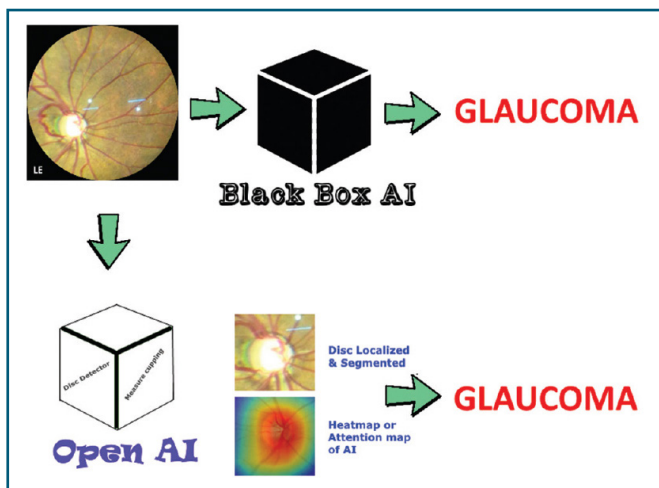 LE
Black Box AI
GLAUCOMA
Disc Detector
Measure cupping
Open AI
Disc Localized
& Segmented
Heatmap or
Attention map
of AI
GLAUCOMA